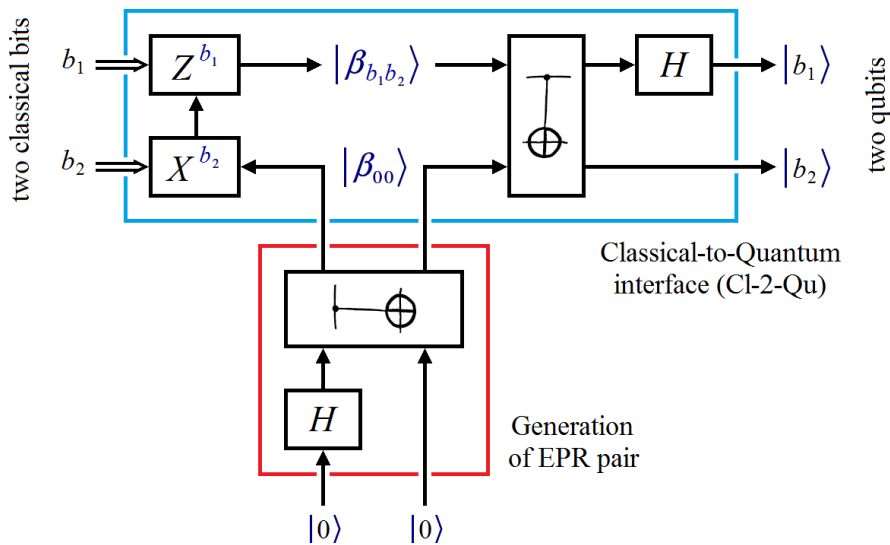 two classical bits
b₁
Z^b₁
|β_b₁b₂⟩
H
|b₁⟩
two qubits
b₂
X^b₂
|β₀₀⟩
|b₂⟩
Classical-to-Quantum
interface (Cl-2-Qu)
H
Generation
of EPR pair
|0⟩
|0⟩